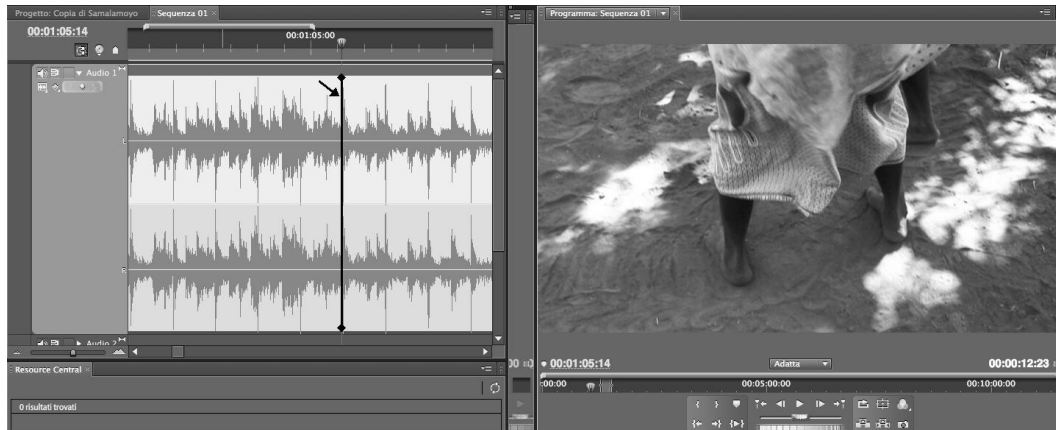 Progetto: Copia di Samalamoyo
Sequenza 01
00:01:05:14
00:01:05:00
Audio 1
L
R
Audio 2
Resource Central
0 risultati trovati
Programma: Sequenza 01
00:01:05:14
Adatta
00:00:12:23
:00:00
00:05:00:00
00:10:00:00